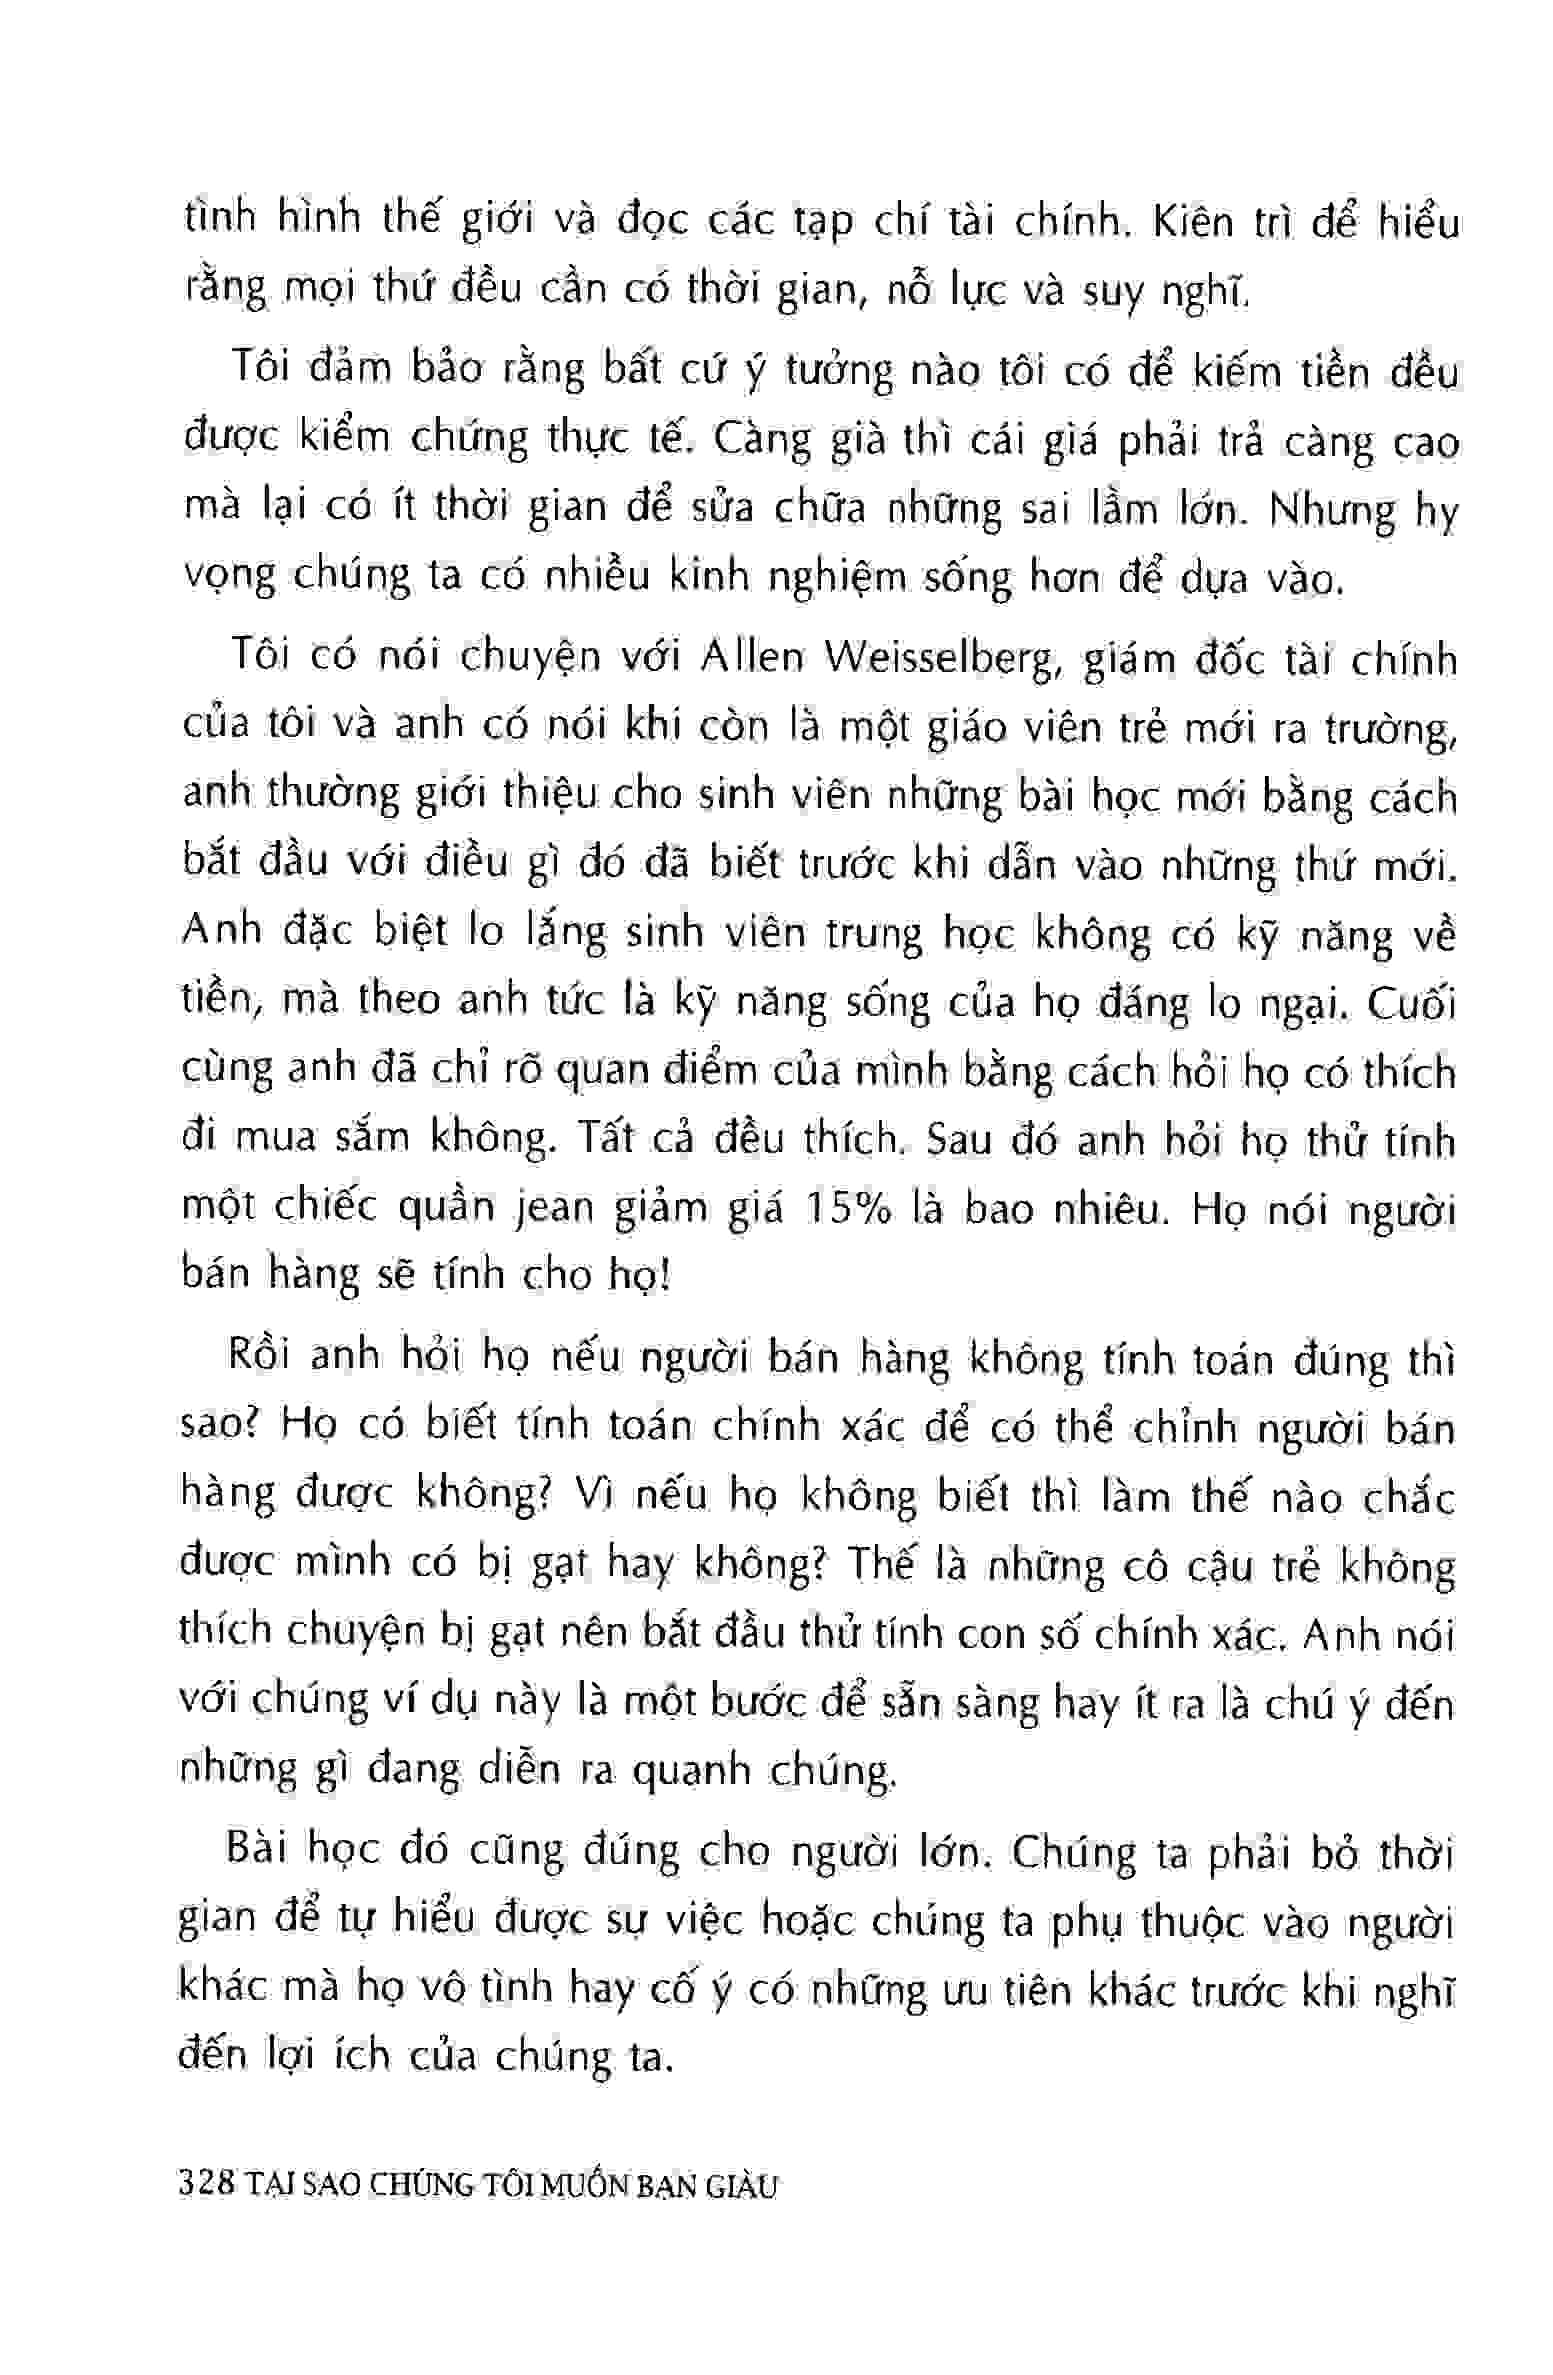 tình hình thế giới và đọc các tạp chí tài chính. Kiên trì để hiểu
rằng mọi thứ đều cần có thời gian, nỗ lực và suy nghĩ.
Tôi đảm bảo rằng bất cứ ý tưởng nào tôi có để kiếm tiền đều
được kiểm chứng thực tế. Càng già thì cái giá phải trả càng cao
mà lại có ít thời gian để sửa chữa những sai lầm lớn. Nhưng hy
vọng chúng ta có nhiều kinh nghiệm sống hơn để dựa vào.
Tôi có nói chuyện với Allen Weisselberg, giám đốc tài chính
của tôi và anh có nói khi còn là một giáo viên trẻ mới ra trường,
anh thường giới thiệu cho sinh viên những bài học mới bằng cách
bắt đầu với điều gì đó đã biết trước khi dẫn vào những thứ mới.
Anh đặc biệt lo lắng sinh viên trung học không có kỹ năng về
tiền, mà theo anh tức là kỹ năng sống của họ đáng lo ngại. Cuối
cùng anh đã chỉ rõ quan điểm của mình bằng cách hỏi họ có thích
đi mua sắm không. Tất cả đều thích. Sau đó anh hỏi họ thử tính
một chiếc quần jean giảm giá 15% là bao nhiêu. Họ nói người
bán hàng sẽ tính cho họ!
Rồi anh hỏi họ nếu người bán hàng không tính toán đúng thì
sao? Họ có biết tính toán chính xác để có thể chỉnh người bán
hàng được không? Vì nếu họ không biết thì làm thế nào chắc
được mình có bị gạt hay không? Thế là những cô cậu trẻ không
thích chuyện bị gạt nên bắt đầu thử tính con số chính xác. Anh nói
với chúng ví dụ này là một bước để sẵn sàng hay ít ra là chú ý đến
những gì đang diễn ra quanh chúng.
Bài học đó cũng đúng cho người lớn. Chúng ta phải bỏ thời
gian để tự hiểu được sự việc hoặc chúng ta phụ thuộc vào người
khác mà họ vô tình hay cố ý có những ưu tiên khác trước khi nghĩ
đến lợi ích của chúng ta.
328 TẠI SAO CHÚNG TÔI MUỐN BẠN GIÀU